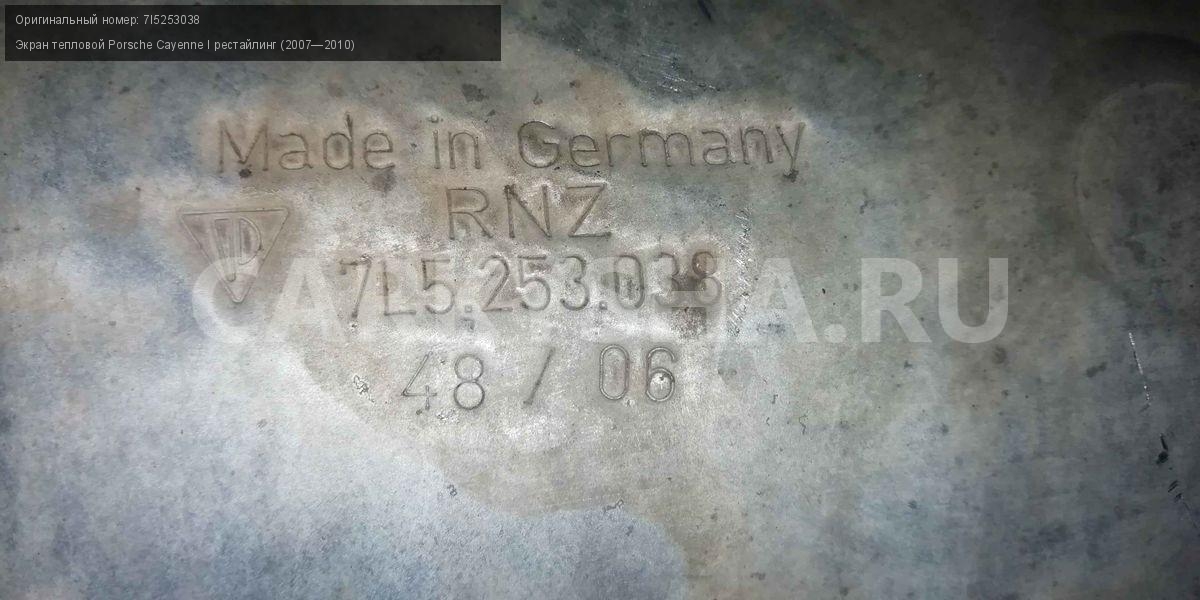 Оригинальный номер: 7l5253038
Экран тепловой Porsche Cayenne I рестайлинг (2007—2010)
Made in Germany
RNZ
7L5.253.038
48 / 06